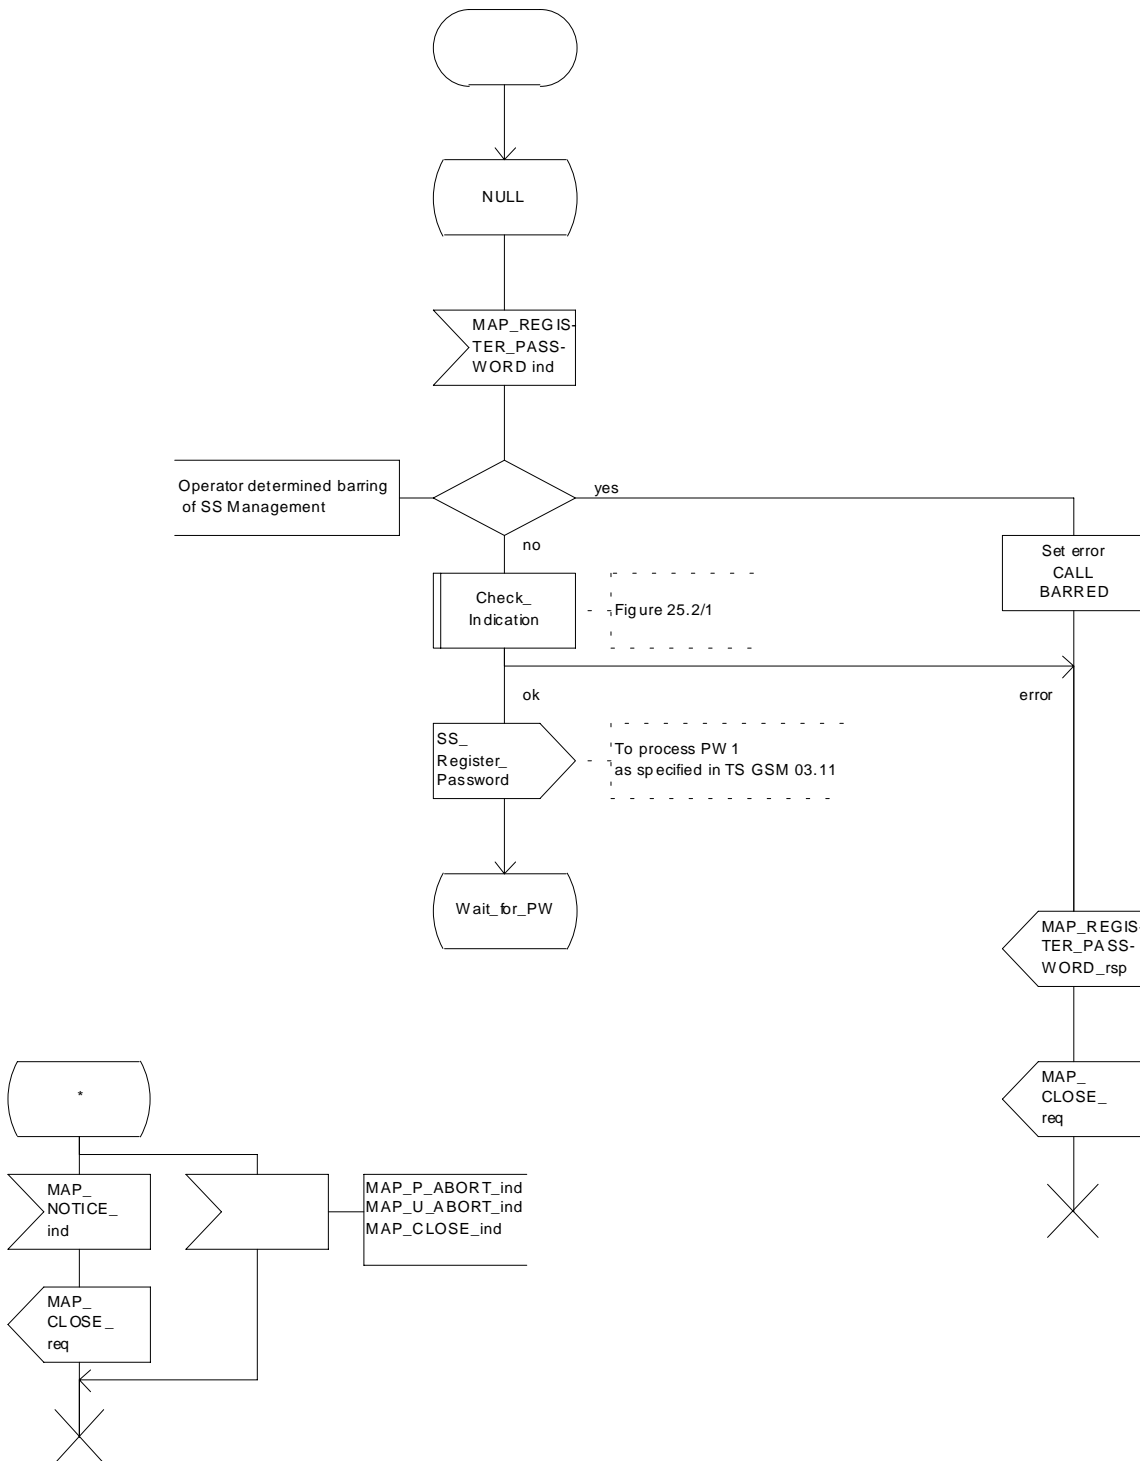 NULL
MAP_REGIS-
TER_PASS-
WORD ind
Operator determined barring
of SS Management
yes
no
Set error
CALL
BARRED
Check_
Indication
Figure 25.2/1
ok
error
SS_
Register_
Password
To process PW 1
as specified in TS GSM 03.11
Wait_for_PW
MAP_REGIS-
TER_PASS-
WORD_rsp
MAP_
CLOSE_
req
*
MAP_
NOTICE_
ind
MAP_P_ABORT_ind
MAP_U_ABORT_ind
MAP_CLOSE_ind
MAP_
CLOSE_
req